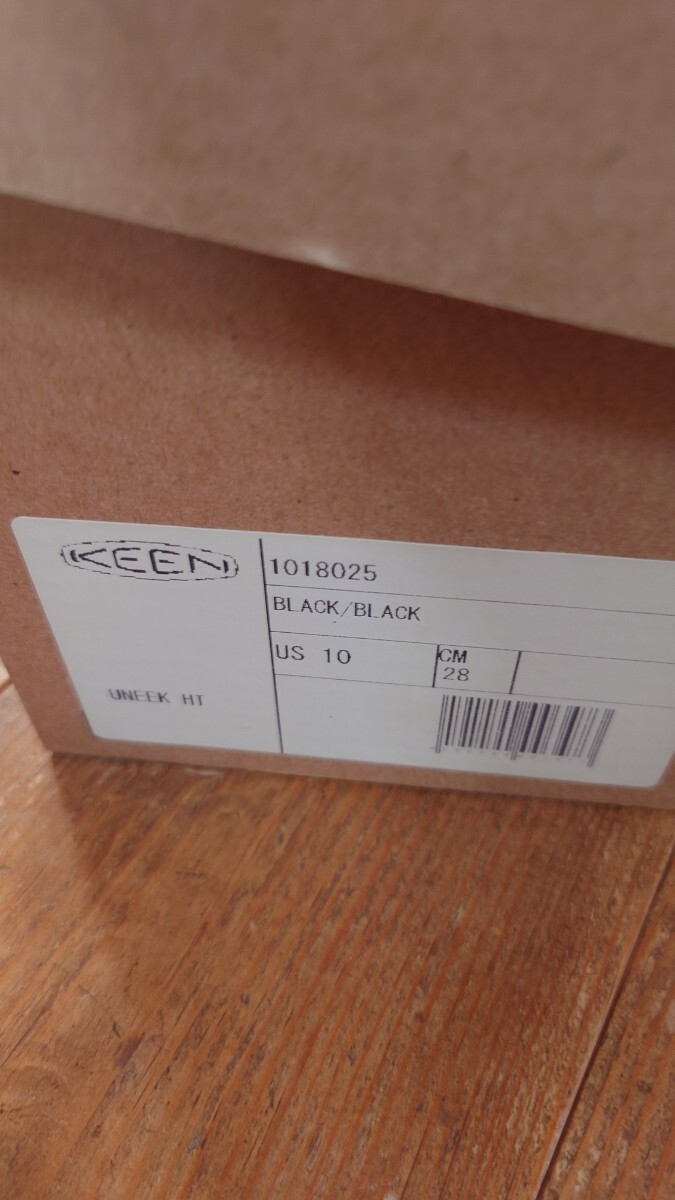 KEEN
1018025
BLACK/BLACK
US 10
CM
28
UNEEK HT